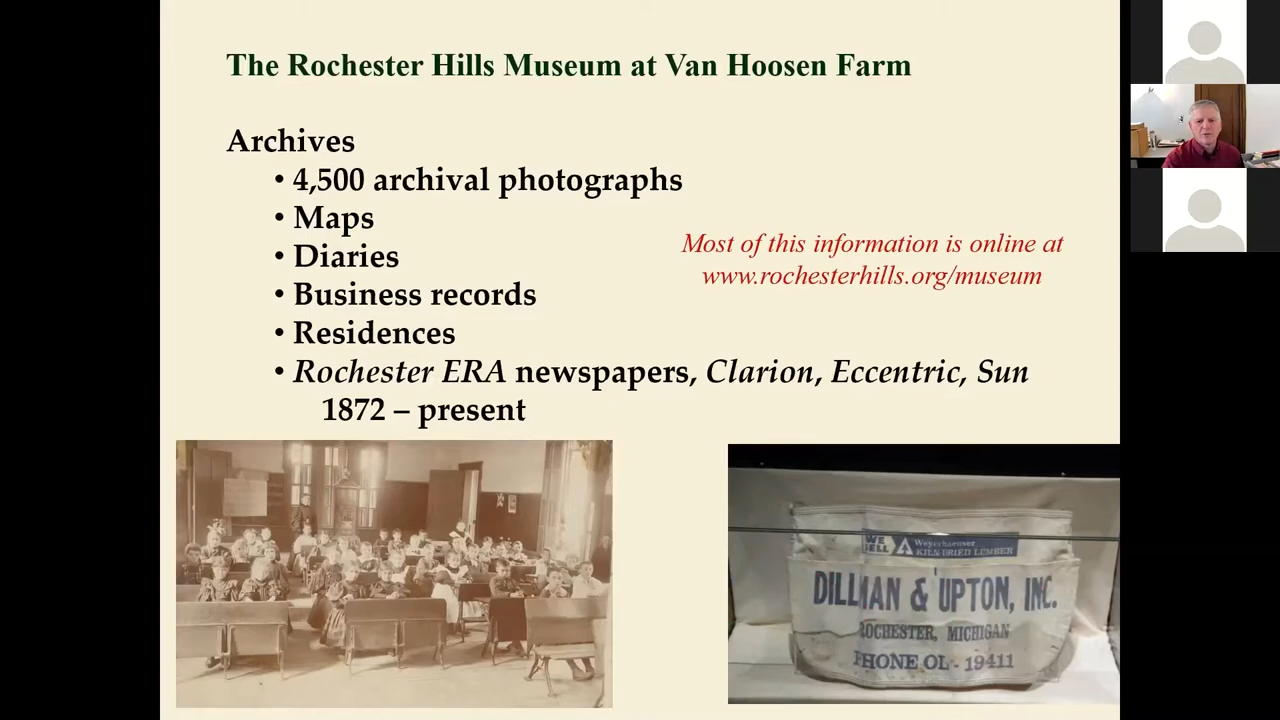 The Rochester Hills Museum at Van Hoosen Farm
Archives
• 4,500 archival photographs
• Maps
• Diaries
• Business records
• Residences
• Rochester ERA newspapers, Clarion, Eccentric, Sun
1872 – present
Most of this information is online at
www.rochesterhills.org/museum
WE
SELL
Weyerhaeuser
KILN-DRIED LUMBER
DILLMAN & UPTON, INC.
ROCHESTER, MICHIGAN
PHONE OL - 19411